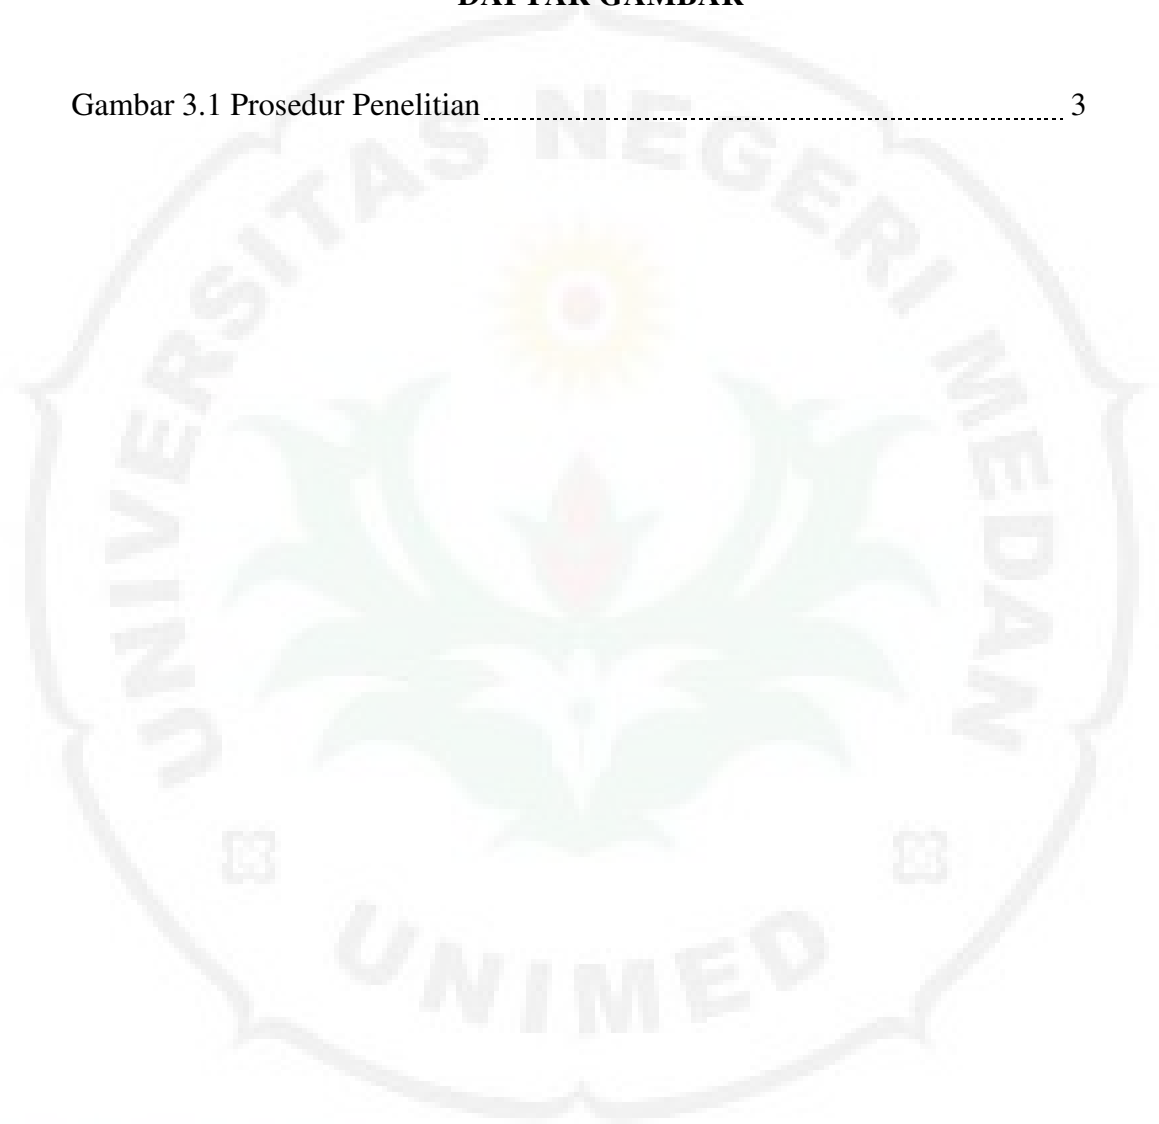 DAFTAR GAMBAR
Gambar 3.1 Prosedur Penelitian 3
UNIVERSITAS NEGERI MEDAN
UNIMED